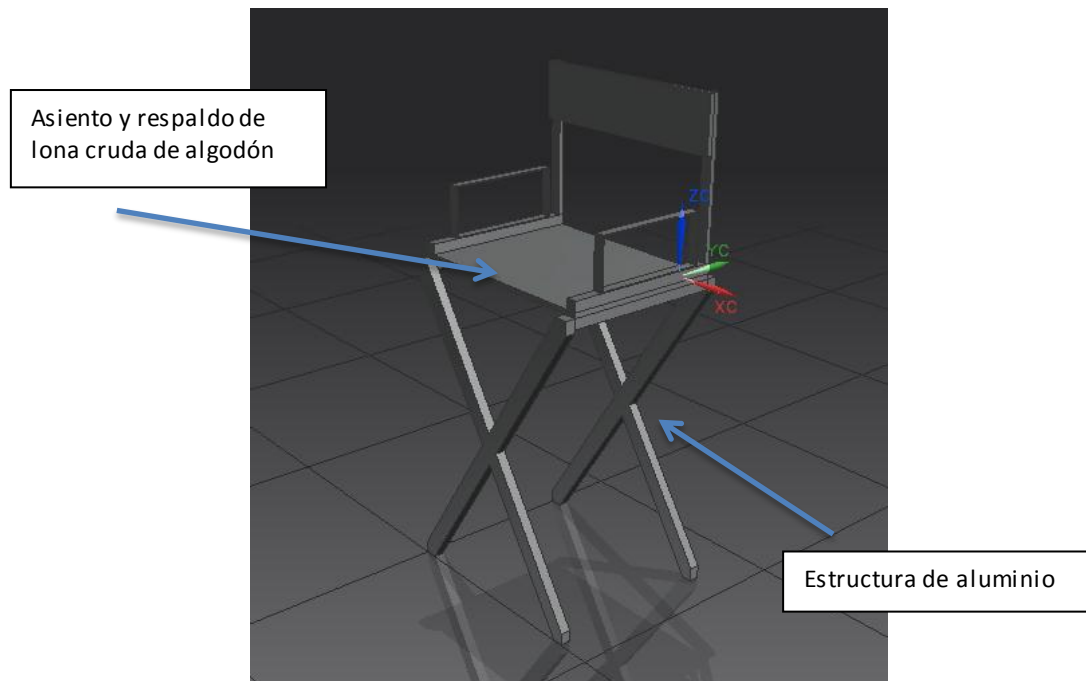 Asiento y respaldo de
lona cruda de algodón
ZC
YC
XC
Estructura de aluminio